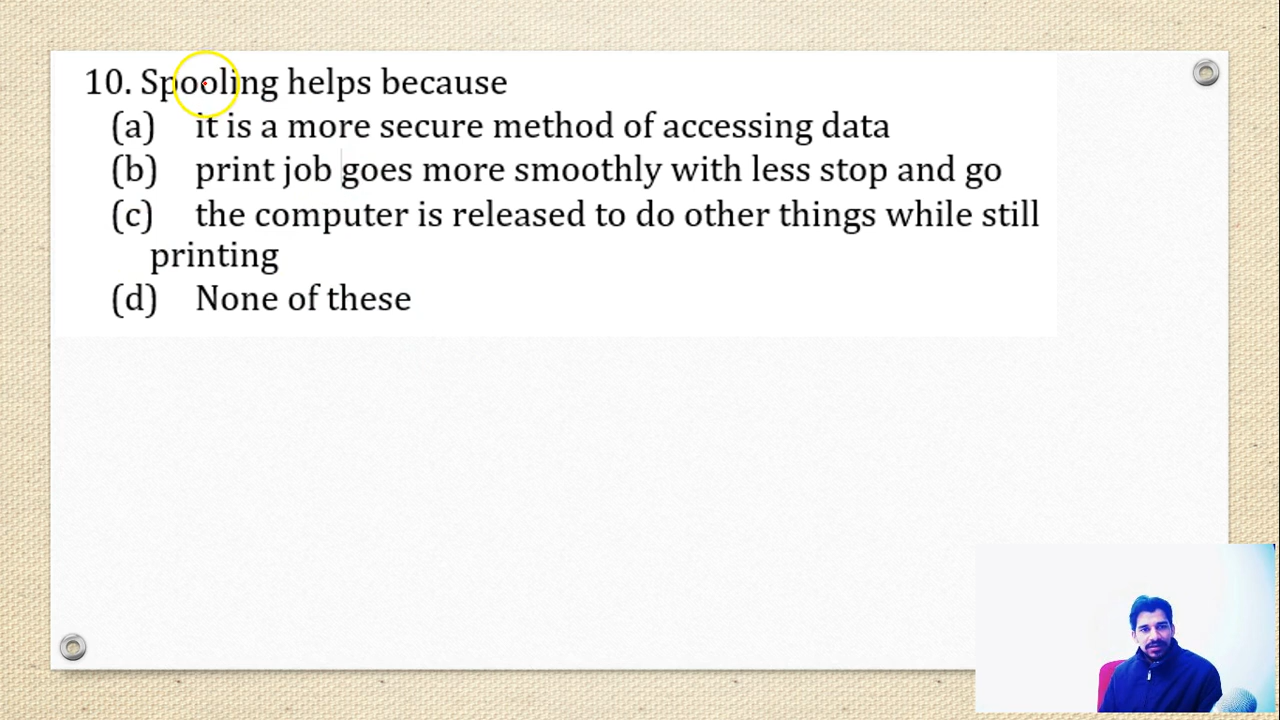 10. Spooling helps because
(a) it is a more secure method of accessing data
(b) print job goes more smoothly with less stop and go
(c) the computer is released to do other things while still
printing
(d) None of these